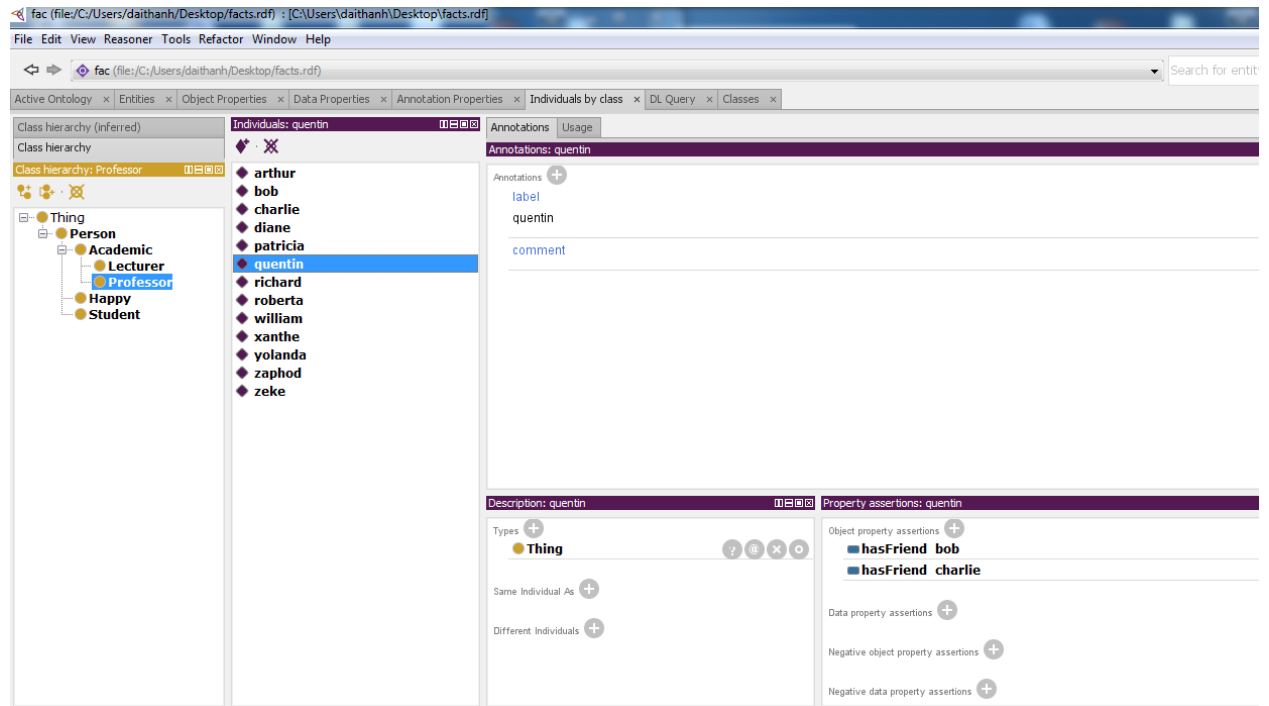 fac (file:/C:/Users/daithanh/Desktop/facts.rdf) : [C:\Users\daithanh\Desktop\facts.rdf]
File Edit View Reasoner Tools Refactor Window Help
fac (file:/C:/Users/daithanh/Desktop/facts.rdf)
Search for entit
Active Ontology × Entities × Object Properties × Data Properties × Annotation Properties × Individuals by class × DL Query × Classes ×
Class hierarchy (inferred)
Class hierarchy
Class hierarchy: Professor
Thing
Person
Academic
Lecturer
Professor
Happy
Student
Individuals: quentin
arthur
bob
charlie
diane
patricia
quentin
richard
roberta
william
xanthe
yolanda
zaphod
zeke
Annotations Usage
Annotations: quentin
Annotations
label
quentin
comment
Description: quentin
Types
Thing
Same Individual As
Different Individuals
Property assertions: quentin
Object property assertions
hasFriend bob
hasFriend charlie
Data property assertions
Negative object property assertions
Negative data property assertions